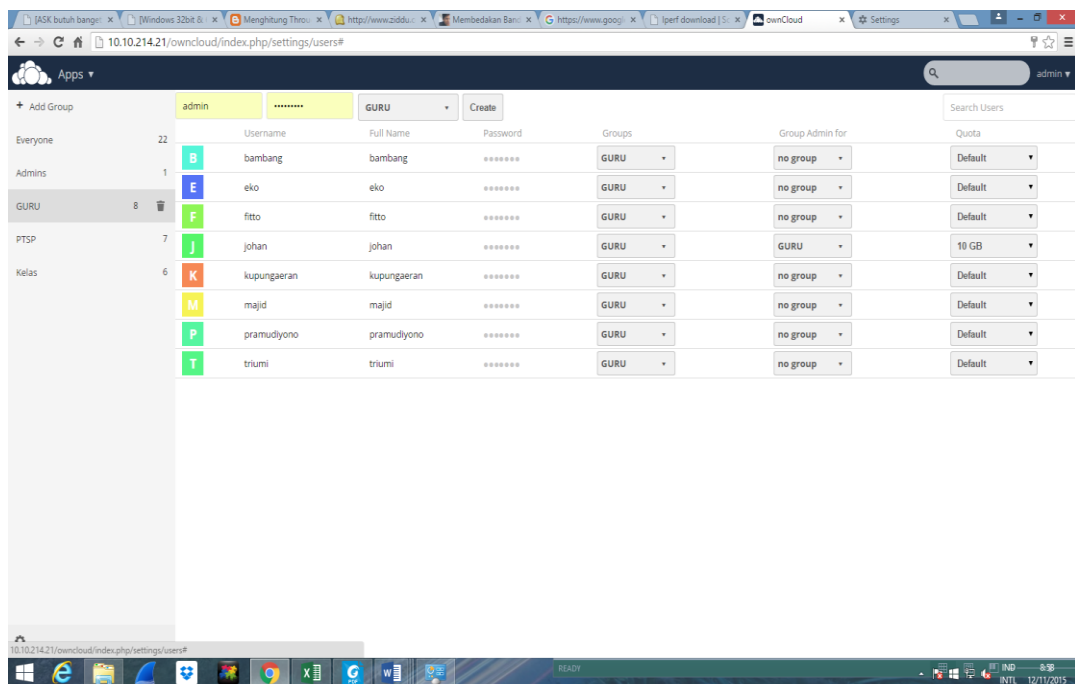 [ASK butuh banget
[Windows 32bit &
Menghitung Throu
http://www.ziddu.c
Membedakan Band
https://www.googl
Iperf download | So
ownCloud
Settings
10.10.214.21/owncloud/index.php/settings/users#
Apps
admin
+ Add Group
admin
GURU
Create
Search Users
Username Full Name Password Groups Group Admin for Quota
Everyone 22
Admins 1
GURU 8
PTSP 7
Kelas 6
B bambang bambang GURU no group Default
E eko eko GURU no group Default
F fitto fitto GURU no group Default
J johan johan GURU GURU 10 GB
K kupungaeran kupungaeran GURU no group Default
M majid majid GURU no group Default
P pramudiyono pramudiyono GURU no group Default
T triumi triumi GURU no group Default
10.10.214.21/owncloud/index.php/settings/users#
READY
IND 8:58
INTL 12/11/2015